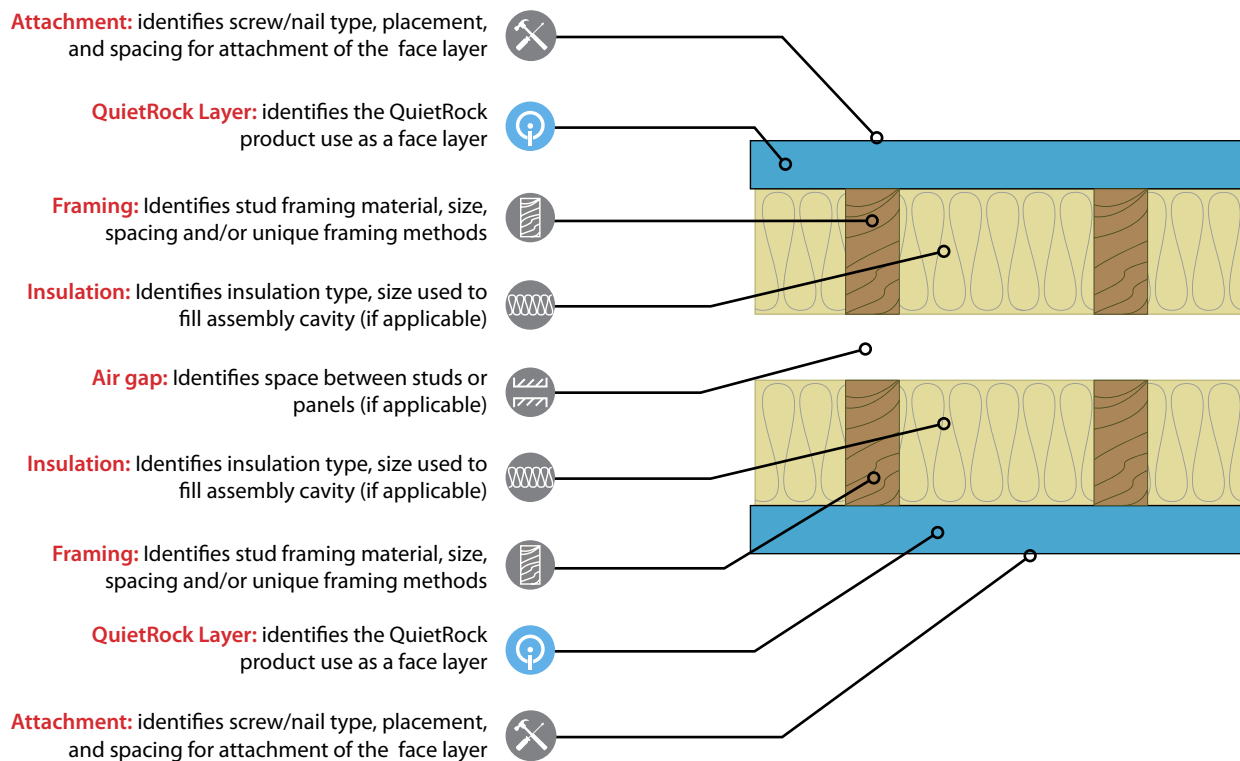 Attachment: identifies screw/nail type, placement,
and spacing for attachment of the face layer
QuietRock Layer: identifies the QuietRock
product use as a face layer
Framing: Identifies stud framing material, size,
spacing and/or unique framing methods
Insulation: Identifies insulation type, size used to
fill assembly cavity (if applicable)
Air gap: Identifies space between studs or
panels (if applicable)
Insulation: Identifies insulation type, size used to
fill assembly cavity (if applicable)
Framing: Identifies stud framing material, size,
spacing and/or unique framing methods
QuietRock Layer: identifies the QuietRock
product use as a face layer
Attachment: identifies screw/nail type, placement,
and spacing for attachment of the face layer